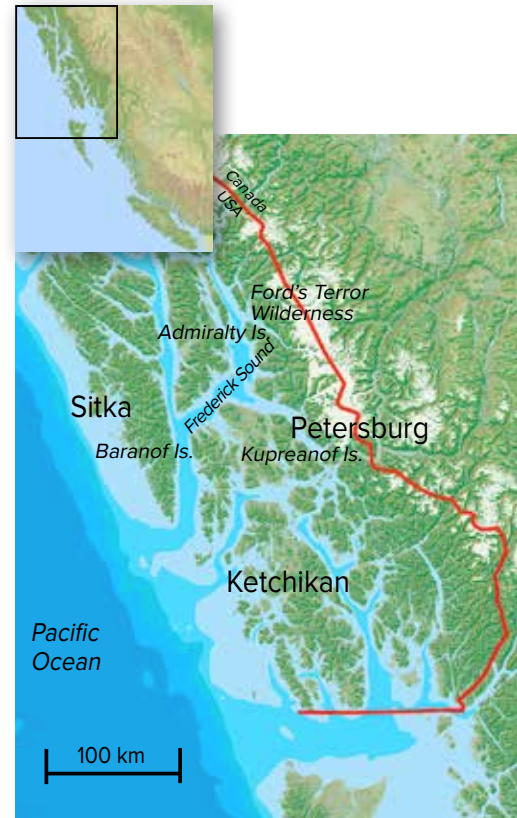 Canada
USA
Ford's Terror
Wilderness
Admiralty Is.
Frederick Sound
Sitka
Petersburg
Baranof Is.
Kupreanof Is.
Ketchikan
Pacific
Ocean
100 km